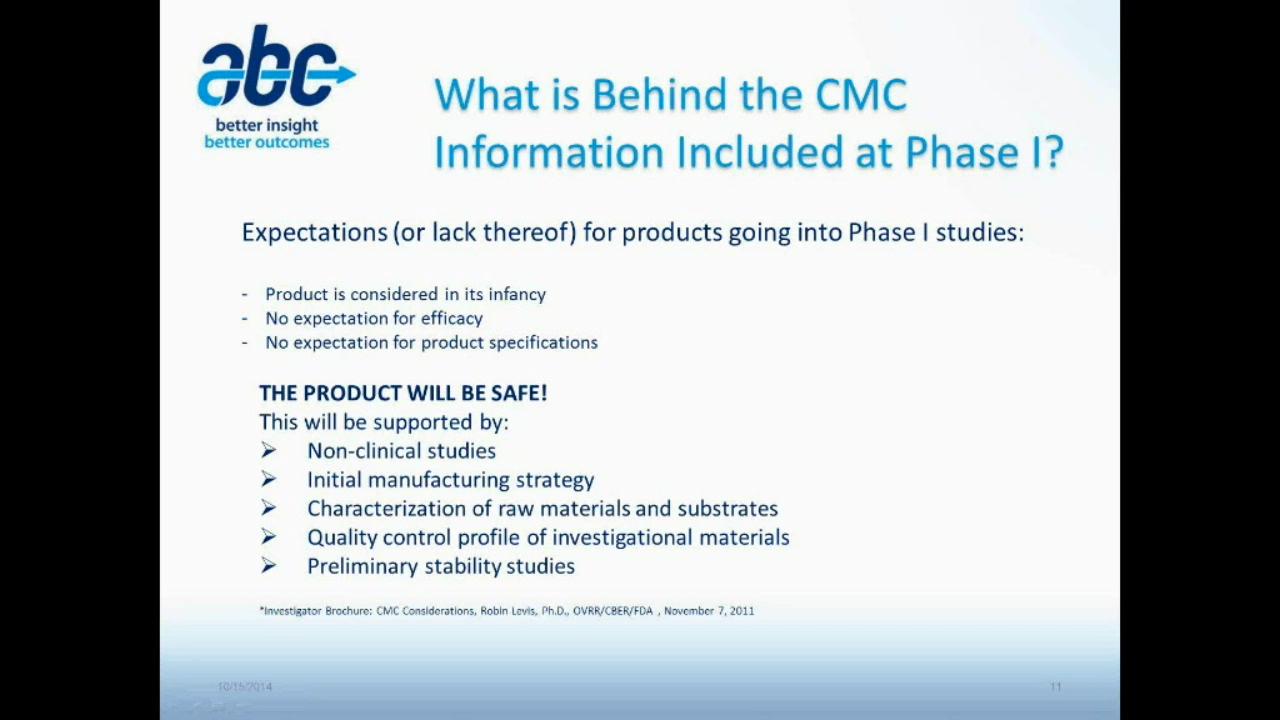 abc
better insight
better outcomes
What is Behind the CMC
Information Included at Phase I?
Expectations (or lack thereof) for products going into Phase I studies:
- Product is considered in its infancy
- No expectation for efficacy
- No expectation for product specifications
THE PRODUCT WILL BE SAFE!
This will be supported by:
➢ Non-clinical studies
➢ Initial manufacturing strategy
➢ Characterization of raw materials and substrates
➢ Quality control profile of investigational materials
➢ Preliminary stability studies
*Investigator Brochure: CMC Considerations, Robin Levis, Ph.D., OVRR/CBER/FDA , November 7, 2011
10/15/2014
11